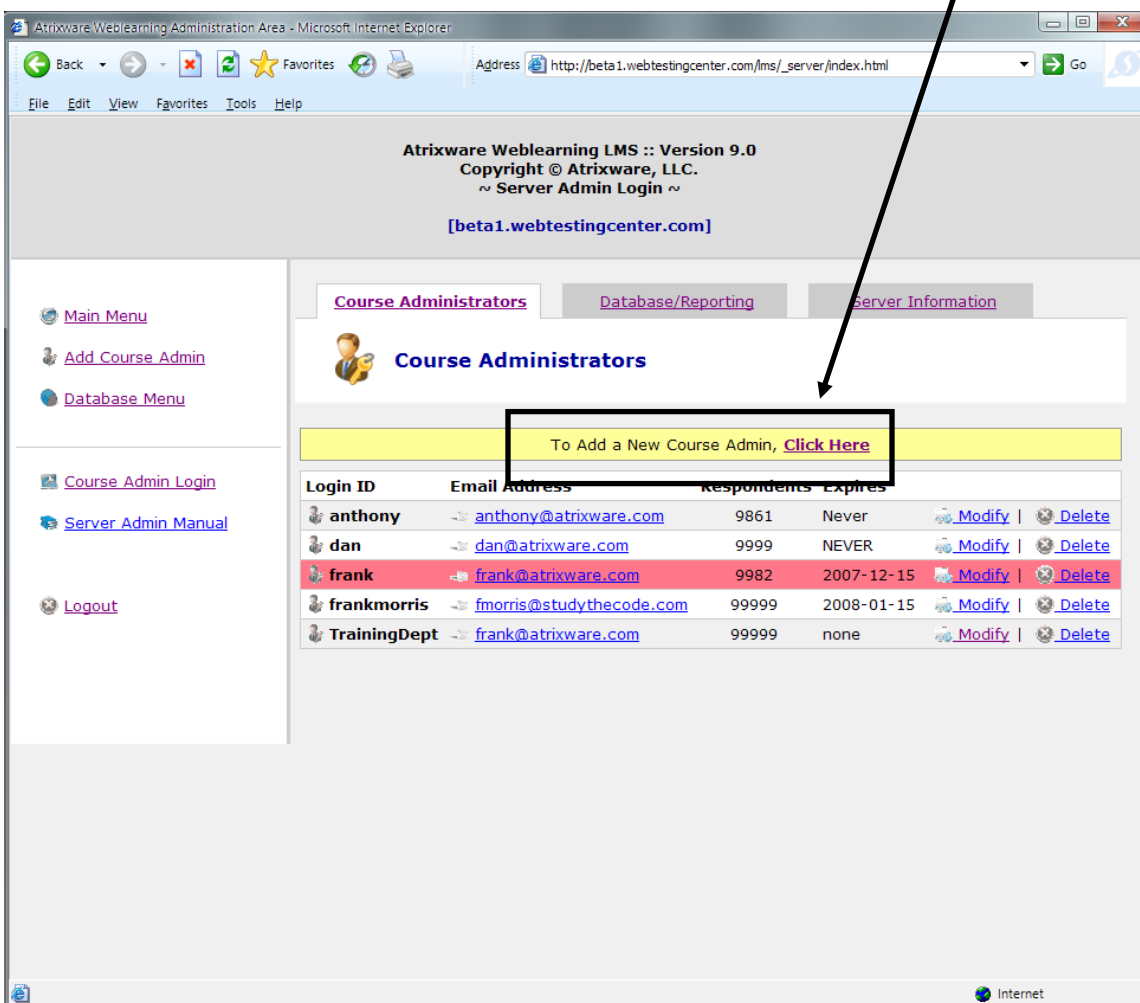 Atrixware Weblearning Administration Area - Microsoft Internet Explorer
Back Favorites Address http://beta1.webtestingcenter.com/lms/_server/index.html Go
File Edit View Favorites Tools Help
Atrixware Weblearning LMS :: Version 9.0
Copyright © Atrixware, LLC.
~ Server Admin Login ~
[beta1.webtestingcenter.com]
Main Menu
Add Course Admin
Database Menu
Course Admin Login
Server Admin Manual
Logout
Course Administrators Database/Reporting Server Information
Course Administrators
To Add a New Course Admin, Click Here
Login ID Email Address Respondents Expires
anthony anthony@atrixware.com 9861 Never Modify | Delete
dan dan@atrixware.com 9999 NEVER Modify | Delete
frank frank@atrixware.com 9982 2007-12-15 Modify | Delete
frankmorris fmorris@studythecode.com 99999 2008-01-15 Modify | Delete
TrainingDept frank@atrixware.com 99999 none Modify | Delete
Internet